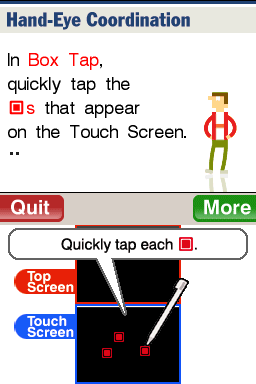 Hand-Eye Coordination
In Box Tap,
quickly tap the
s that appear
on the Touch Screen.
Quit
More
Quickly tap each .
Top
Screen
Touch
Screen